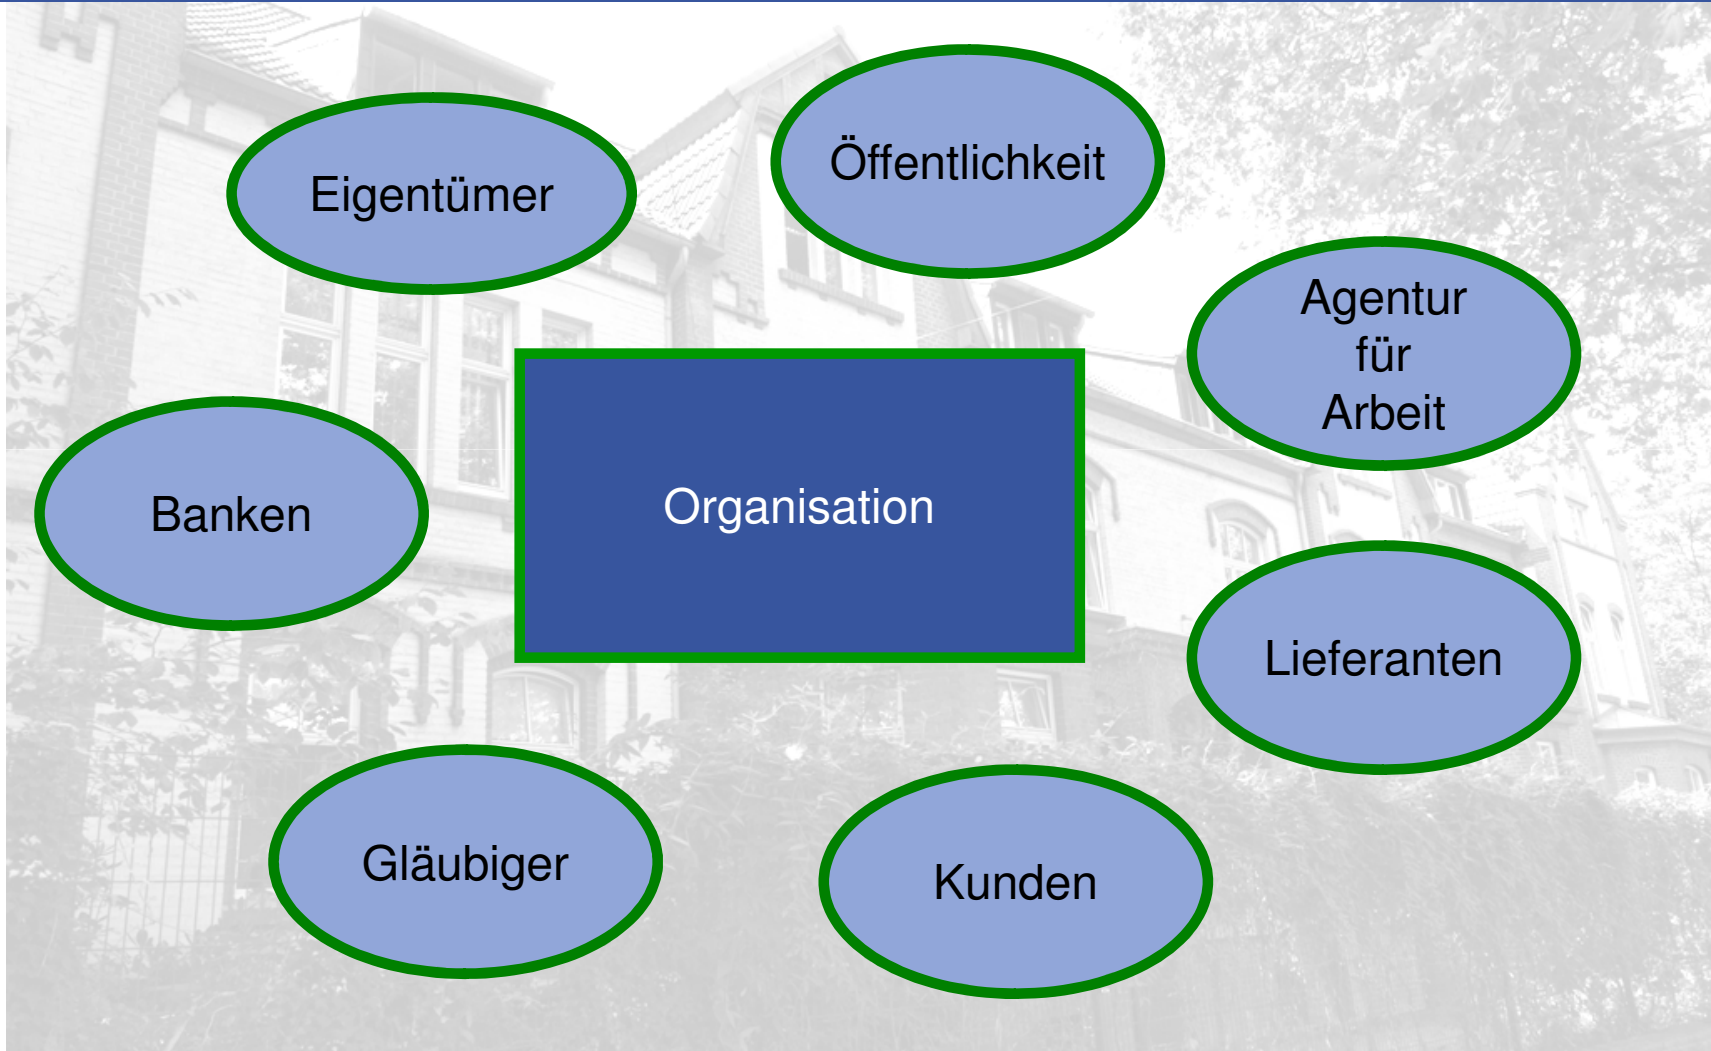 Öffentlichkeit
Eigentümer
Agentur
für
Arbeit
Organisation
Banken
Lieferanten
Gläubiger
Kunden